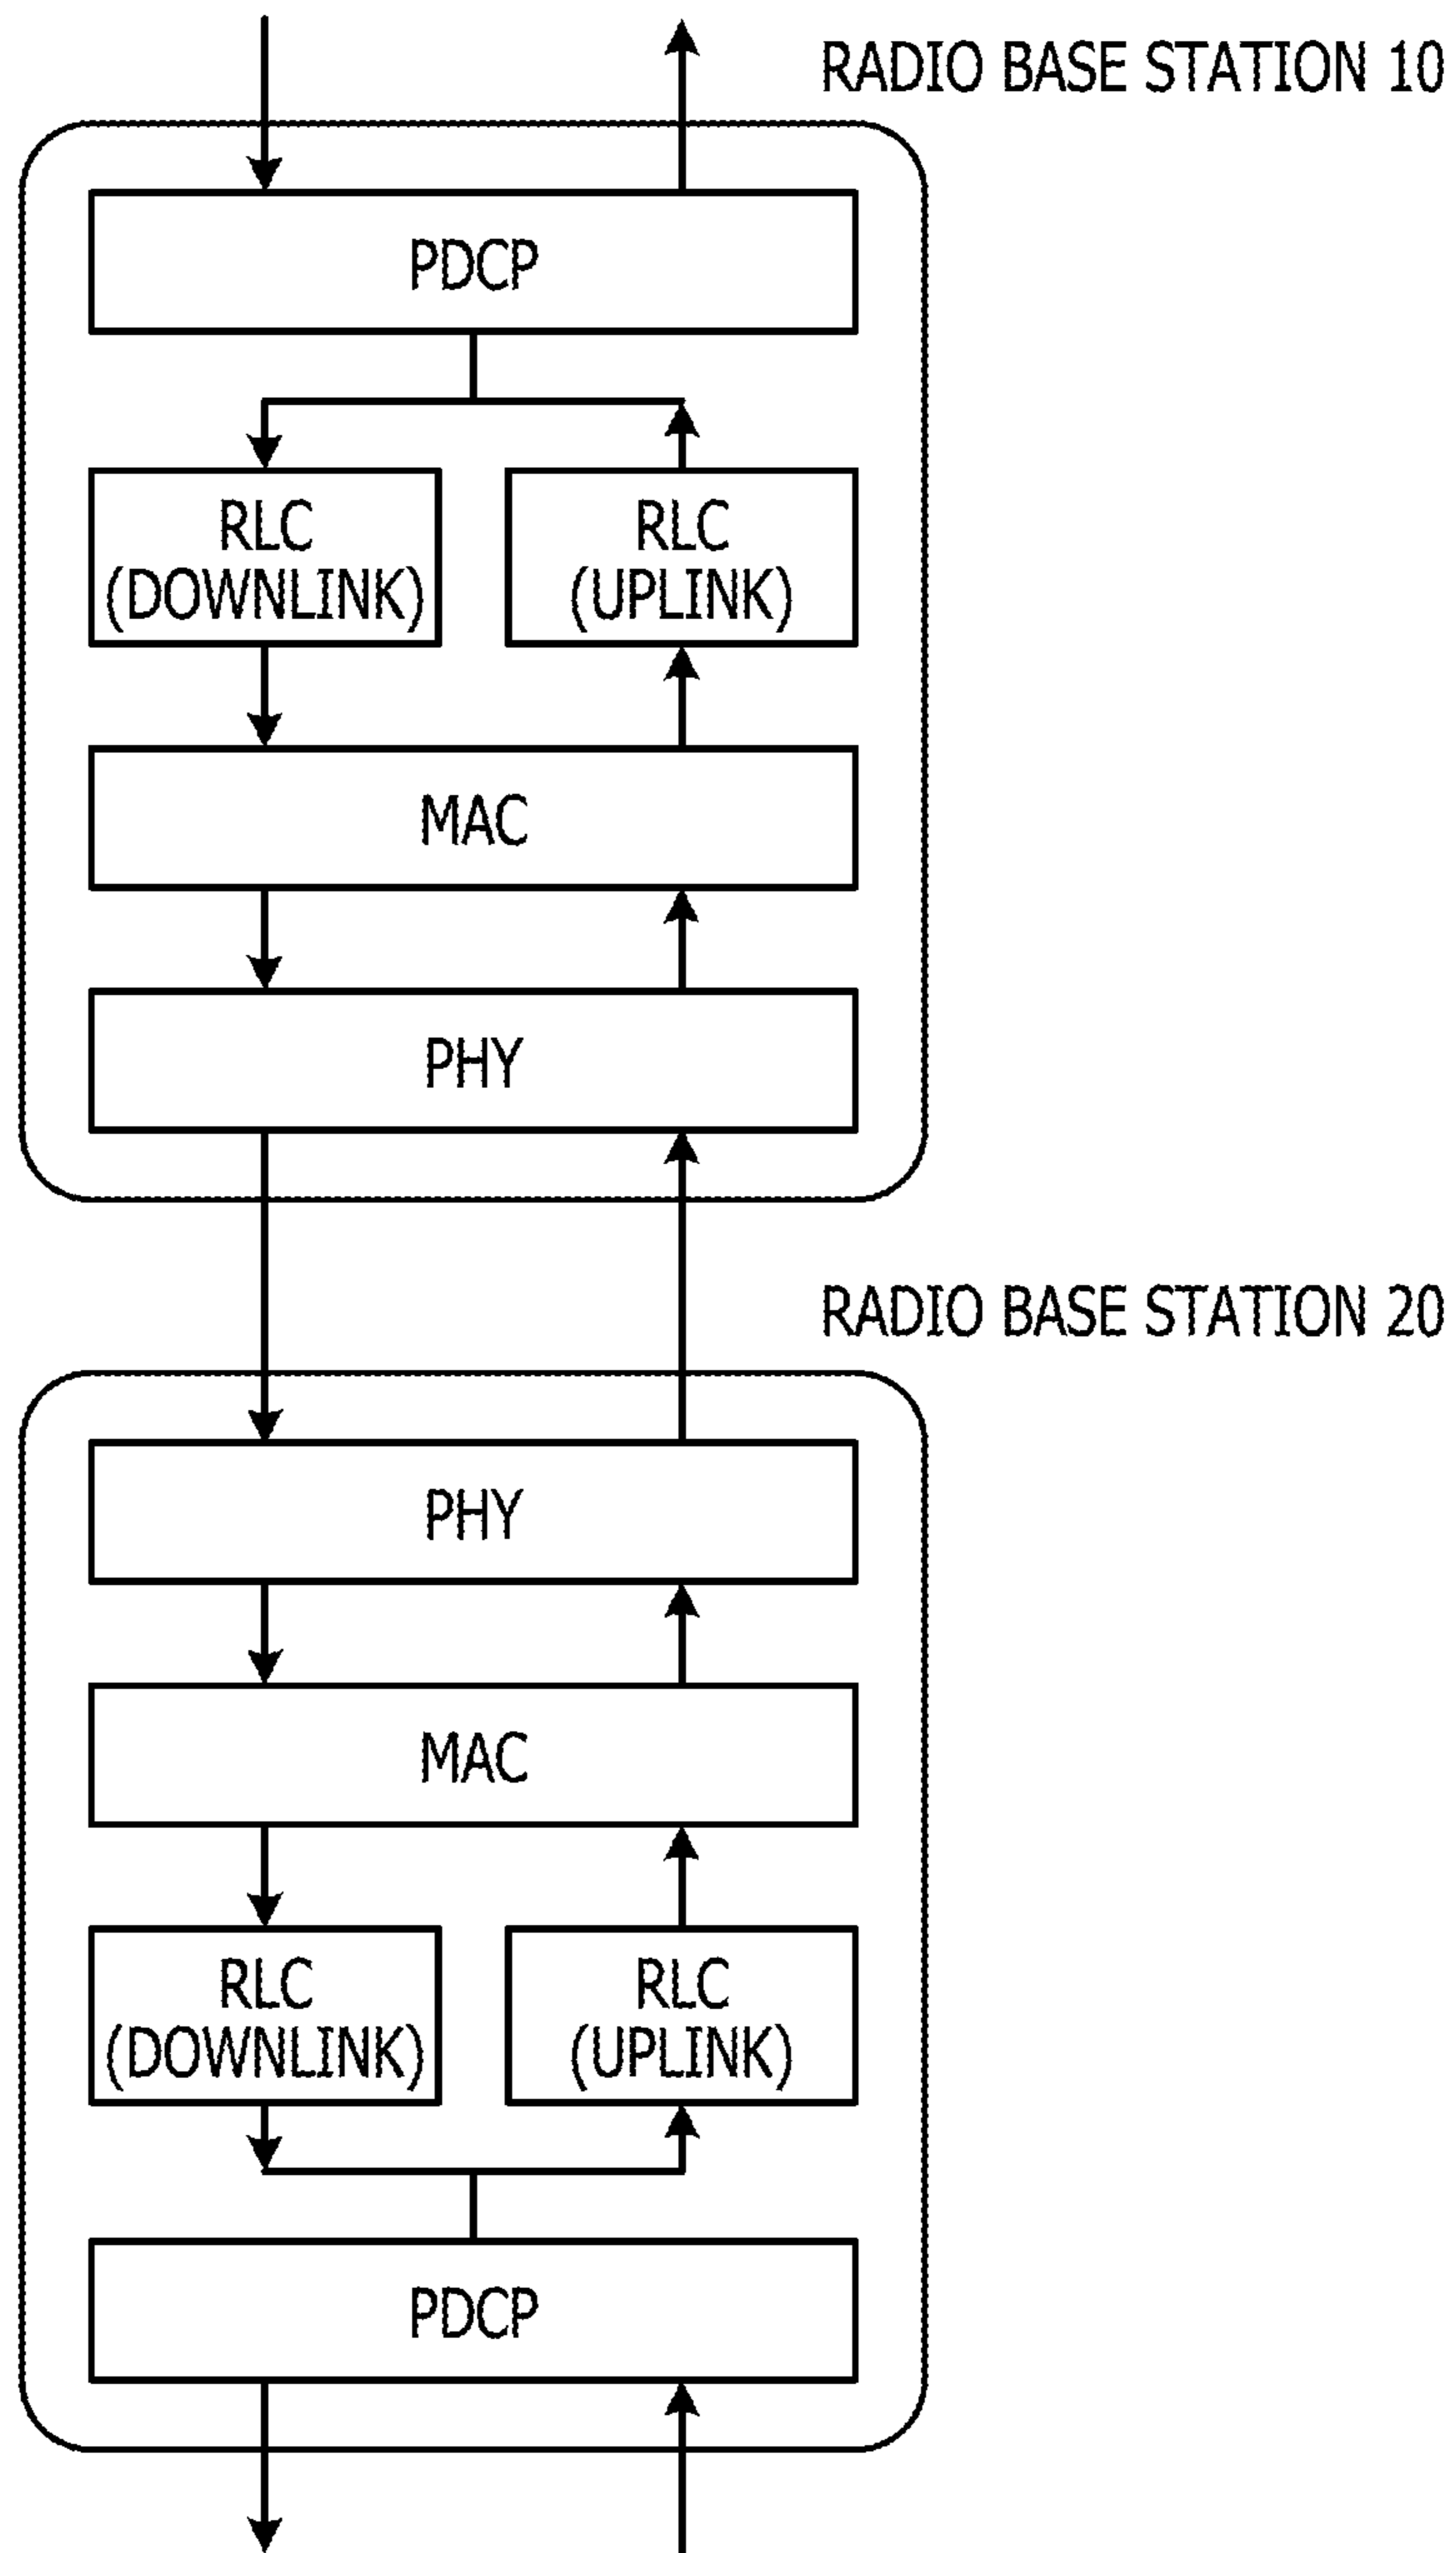 RADIO BASE STATION 10
PDCP
RLC
(DOWNLINK)
RLC
(UPLINK)
MAC
PHY
RADIO BASE STATION 20
PHY
MAC
RLC
(DOWNLINK)
RLC
(UPLINK)
PDCP